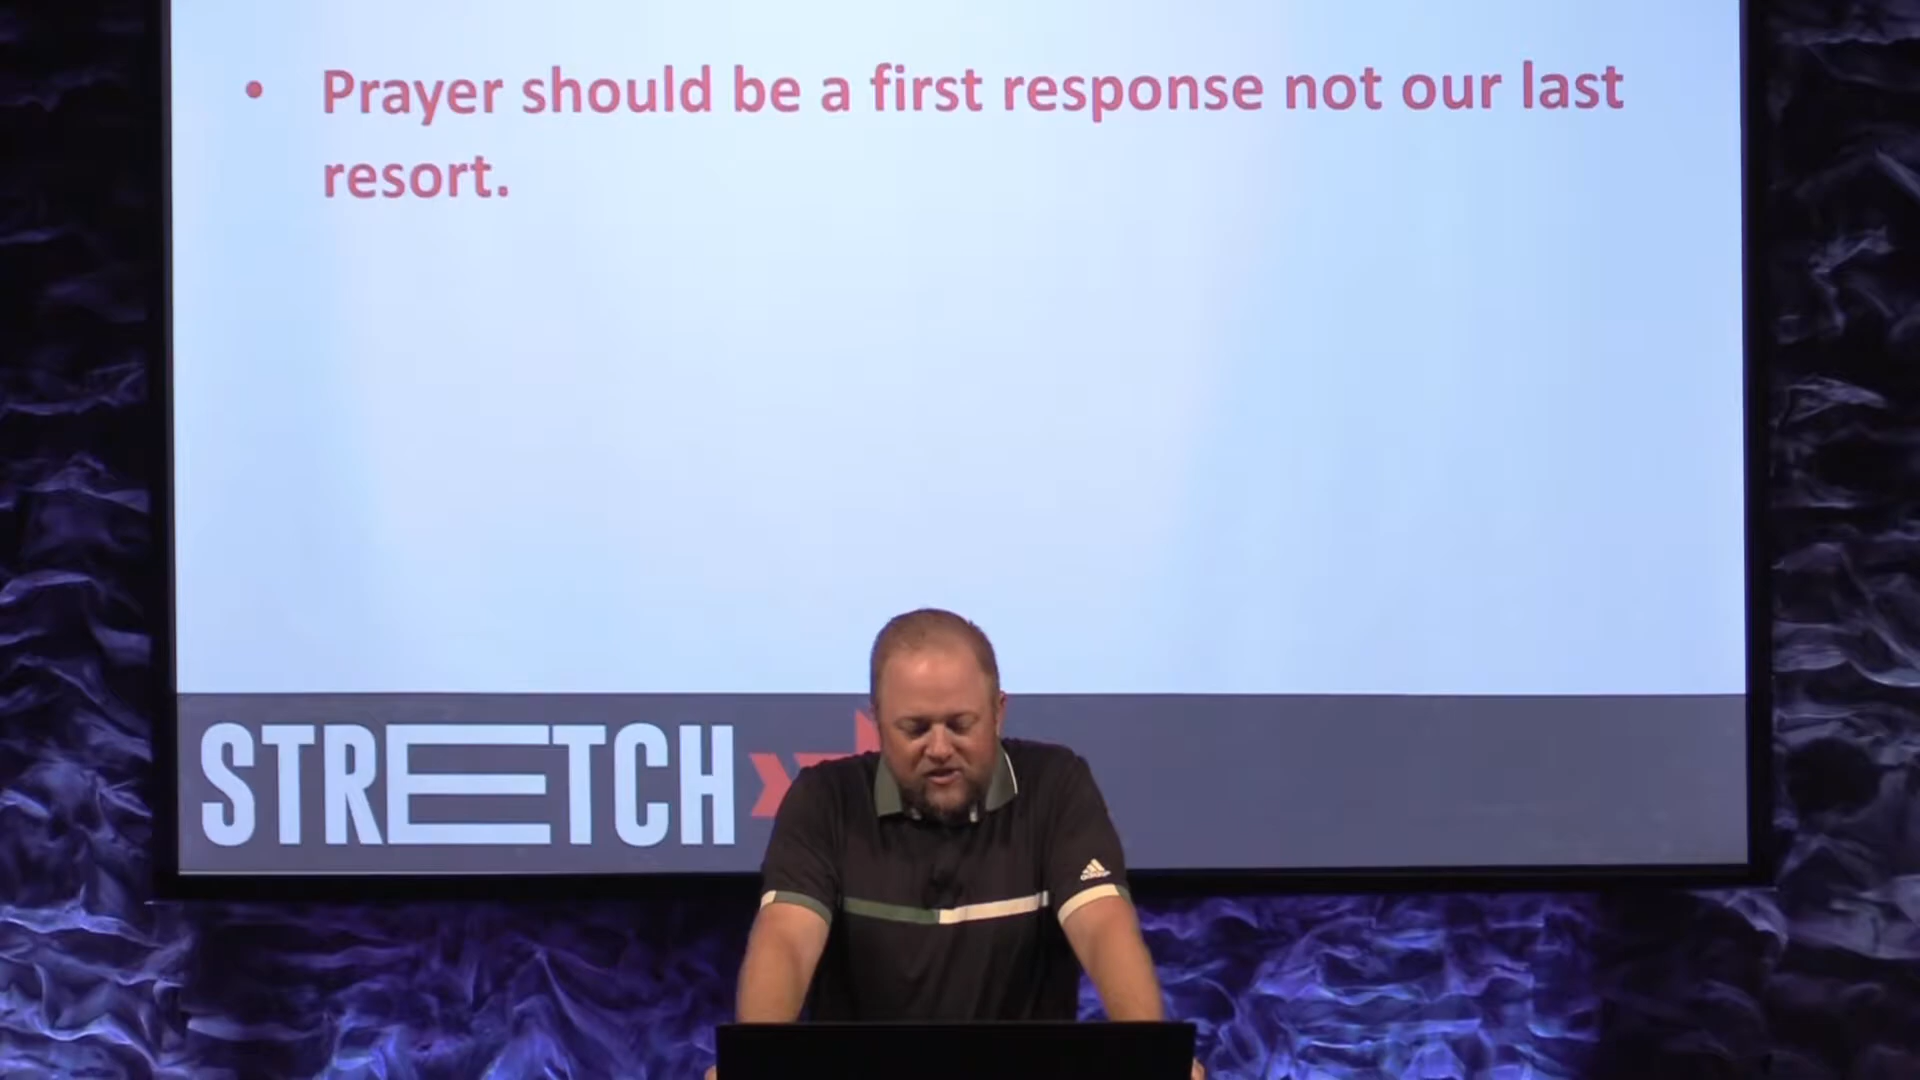 • Prayer should be a first response not our last
resort.
STRETCH
adidas